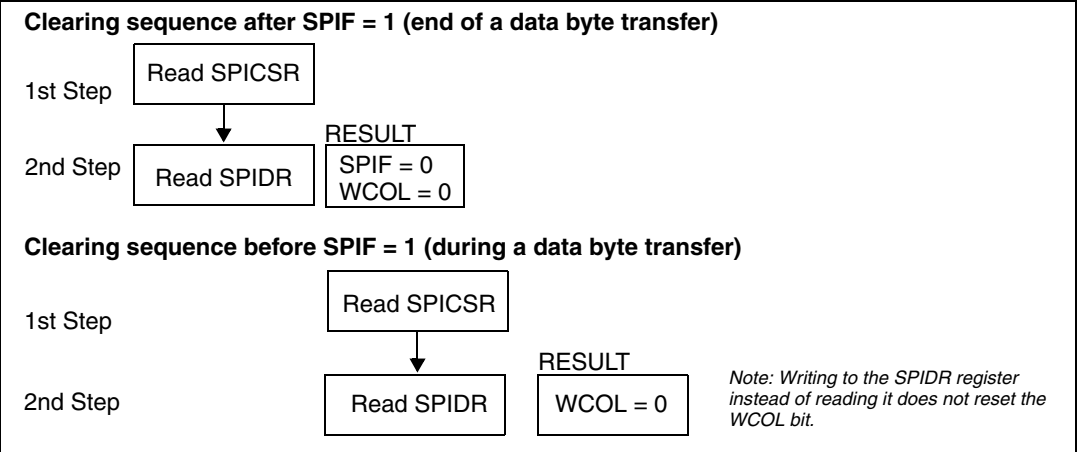 Clearing sequence after SPIF = 1 (end of a data byte transfer)
1st Step
Read SPICSR
2nd Step
Read SPIDR
RESULT
SPIF = 0
WCOL = 0
Clearing sequence before SPIF = 1 (during a data byte transfer)
1st Step
Read SPICSR
2nd Step
Read SPIDR
RESULT
WCOL = 0
Note: Writing to the SPIDR register
instead of reading it does not reset the
WCOL bit.